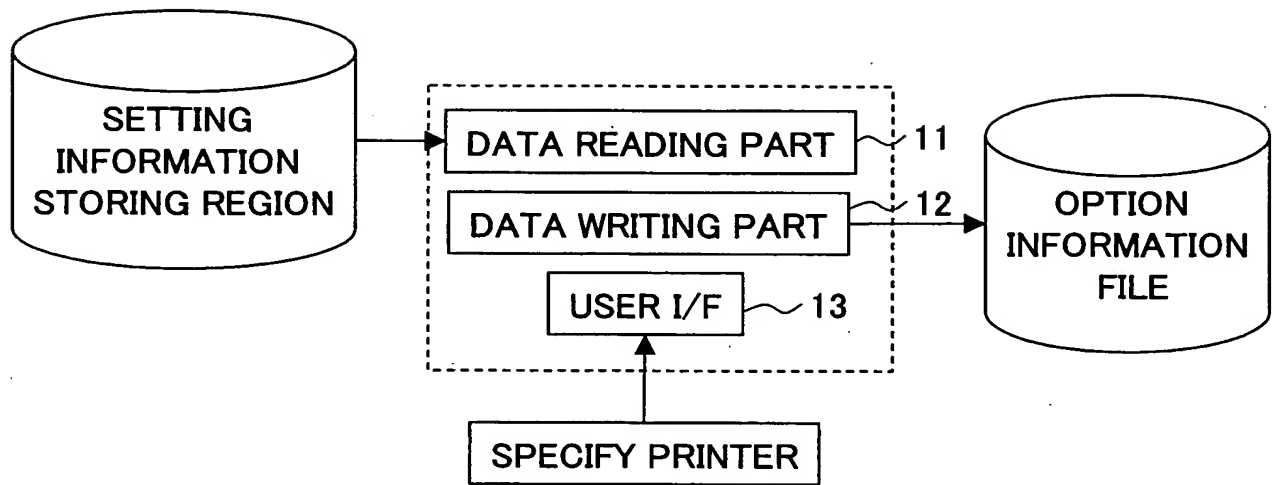 SETTING
INFORMATION
STORING REGION
DATA READING PART
11
DATA WRITING PART
12
USER I/F
13
OPTION
INFORMATION
FILE
SPECIFY PRINTER